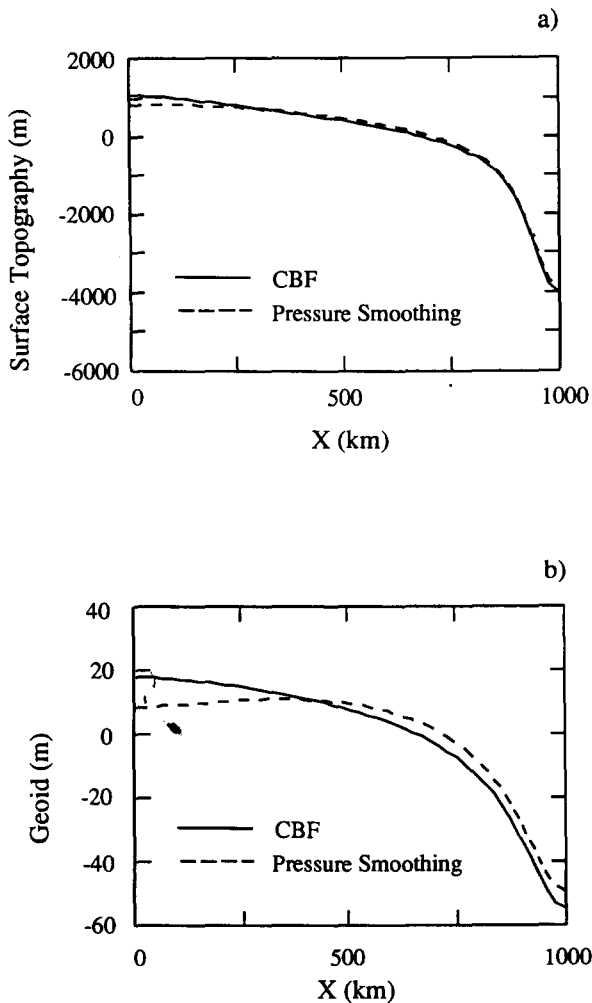 a)
Surface Topography (m)
2000
0
-2000
-4000
-6000
CBF
Pressure Smoothing
0
500
1000
X (km)
b)
Geoid (m)
40
20
0
-20
-40
-60
CBF
Pressure Smoothing
0
500
1000
X (km)